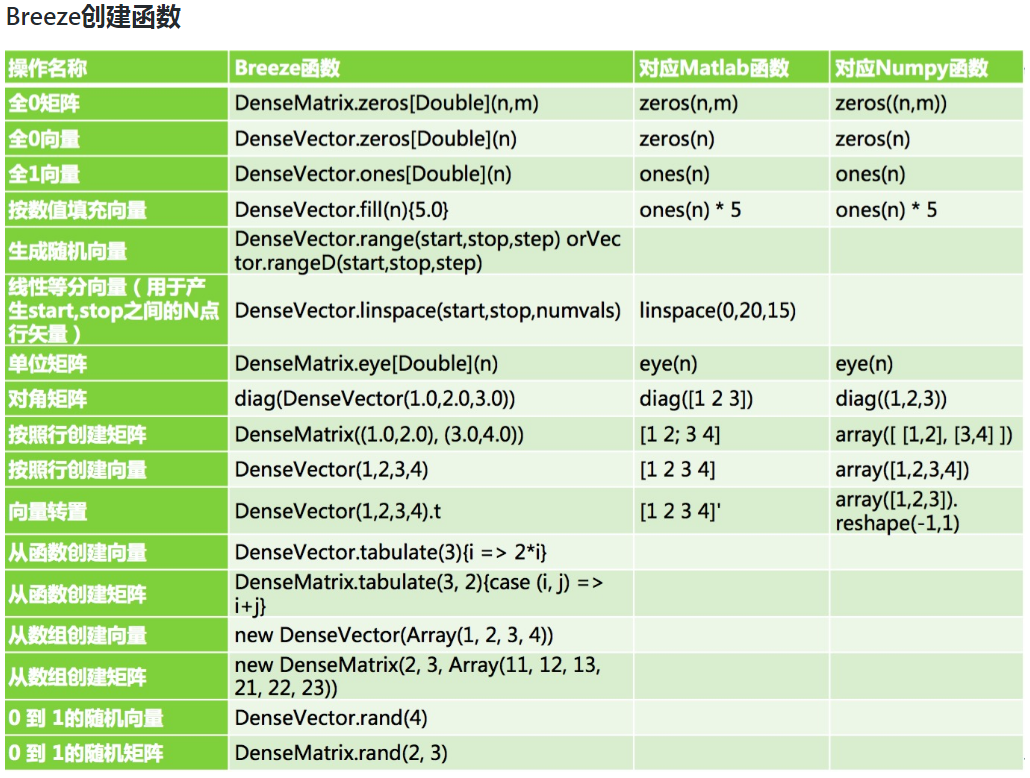 Breeze创建函数
操作名称 Breeze函数 对应Matlab函数 对应Numpy函数
全0矩阵 DenseMatrix.zeros[Double](n,m) zeros(n,m) zeros((n,m))
全0向量 DenseVector.zeros[Double](n) zeros(n) zeros(n)
全1向量 DenseVector.ones[Double](n) ones(n) ones(n)
按数值填充向量 DenseVector.fill(n){5.0} ones(n) * 5 ones(n) * 5
生成随机向量 DenseVector.range(start,stop,step) orVec
tor.rangeD(start,stop,step)
线性等分向量（用于产
生start,stop之间的N点
行矢量） DenseVector.linspace(start,stop,numvals) linspace(0,20,15)
单位矩阵 DenseMatrix.eye[Double](n) eye(n) eye(n)
对角矩阵 diag(DenseVector(1.0,2.0,3.0)) diag([1 2 3]) diag((1,2,3))
按照行创建矩阵 DenseMatrix((1.0,2.0), (3.0,4.0)) [1 2; 3 4] array([ [1,2], [3,4] ])
按照行创建向量 DenseVector(1,2,3,4) [1 2 3 4] array([1,2,3,4])
向量转置 DenseVector(1,2,3,4).t [1 2 3 4]' array([1,2,3]).
reshape(-1,1)
从函数创建向量 DenseVector.tabulate(3){i => 2*i}
从函数创建矩阵 DenseMatrix.tabulate(3, 2){case (i, j) =>
i+j}
从数组创建向量 new DenseVector(Array(1, 2, 3, 4))
从数组创建矩阵 new DenseMatrix(2, 3, Array(11, 12, 13,
21, 22, 23))
0 到 1的随机向量 DenseVector.rand(4)
0 到 1的随机矩阵 DenseMatrix.rand(2, 3)